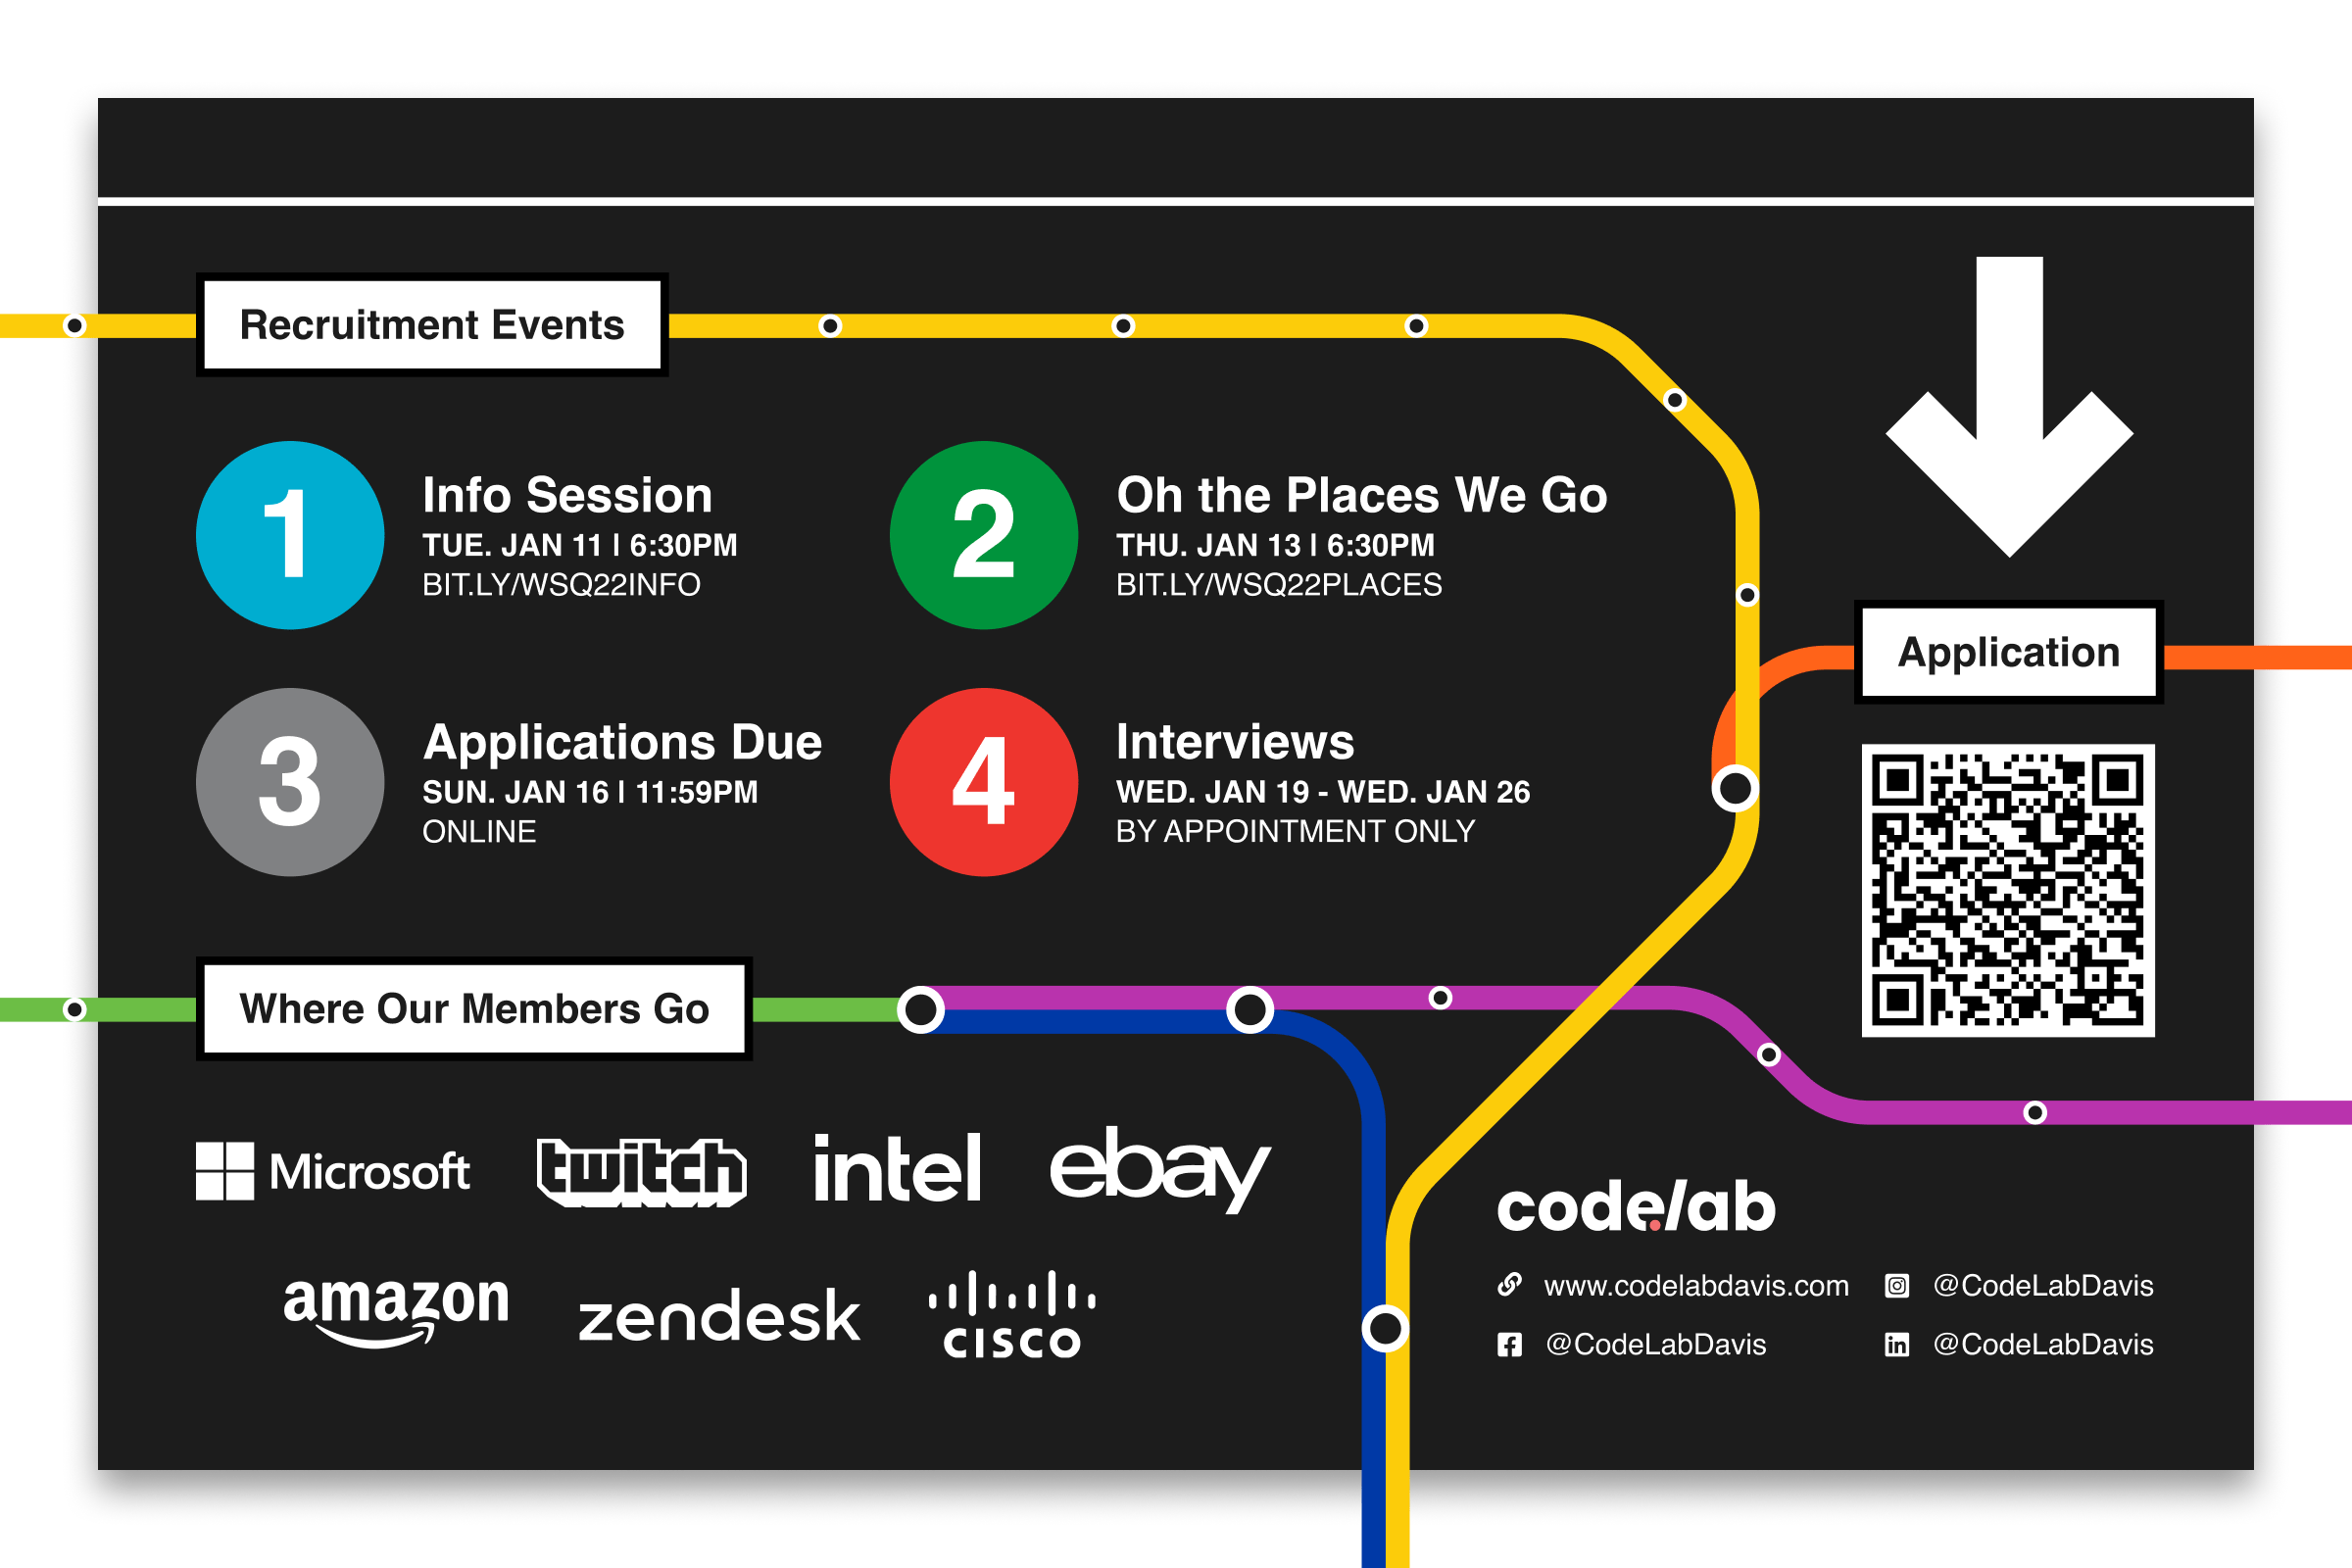 Recruitment Events
1
Info Session
TUE. JAN 11 | 6:30PM
BIT.LY/WSQ22INFO
2
Oh the Places We Go
THU. JAN 13 | 6:30PM
BIT.LY/WSQ22PLACES
3
Applications Due
SUN. JAN 16 | 11:59PM
ONLINE
4
Interviews
WED. JAN 19 - WED. JAN 26
BY APPOINTMENT ONLY
Application
Where Our Members Go
Microsoft
twitch
intel
ebay
amazon
zendesk
cisco
codelab
www.codelabdavis.com
@CodeLabDavis
@CodeLabDavis
@CodeLabDavis